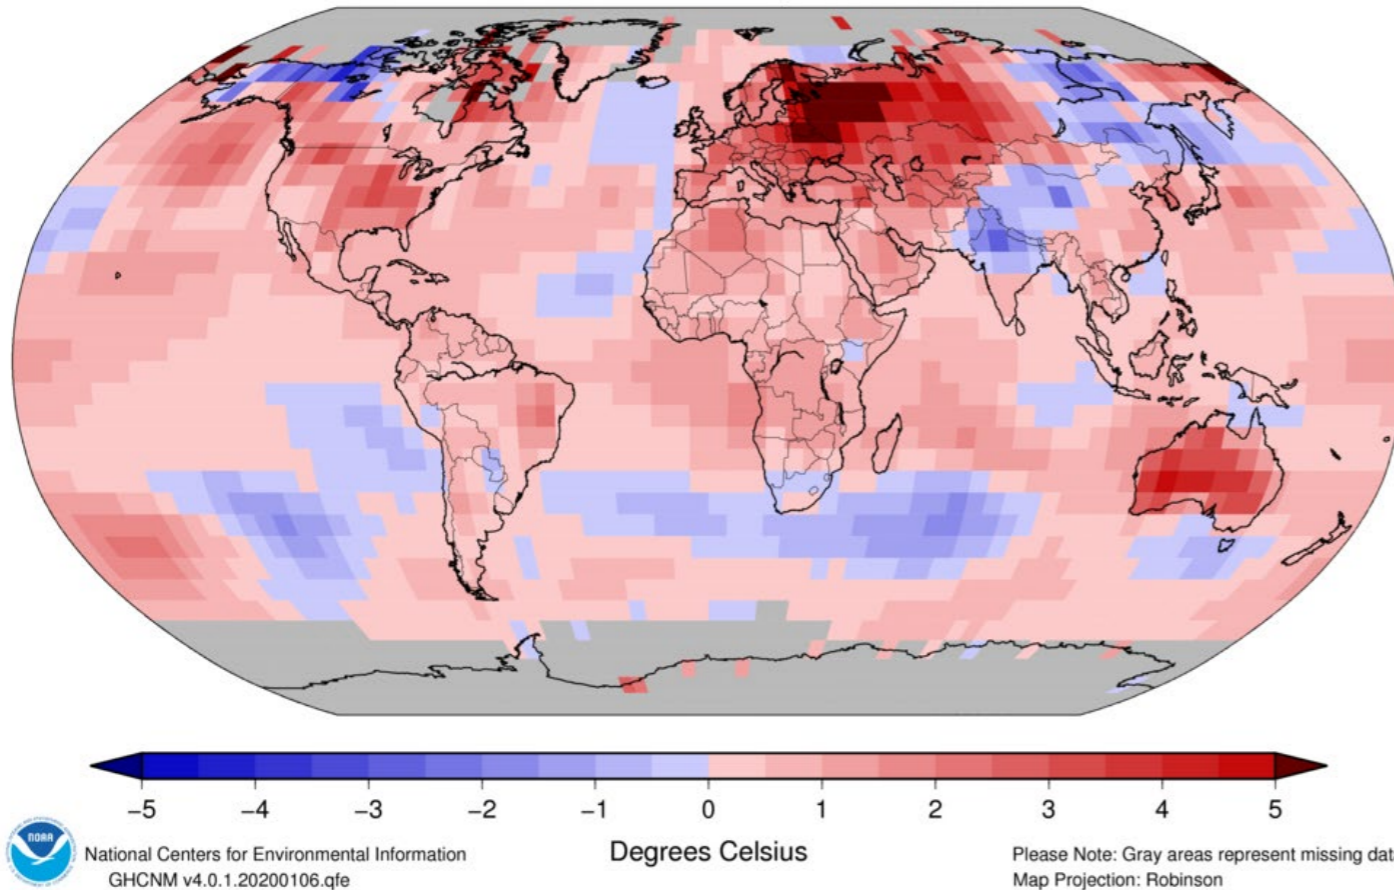 −5 −4 −3 −2 −1 0 1 2 3 4 5
Degrees Celsius
NOAA
National Centers for Environmental Information
GHCNM v4.0.1.20200106.qfe
Please Note: Gray areas represent missing dat
Map Projection: Robinson